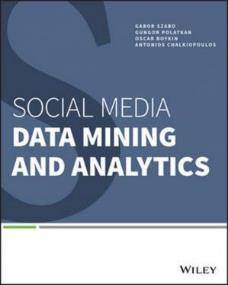 GABOR SZABO
GUNGOR POLATKAN
OSCAR BOYKIN
ANTONIOS CHALKIOPOULOS
SOCIAL MEDIA
DATA MINING
AND ANALYTICS
WILEY